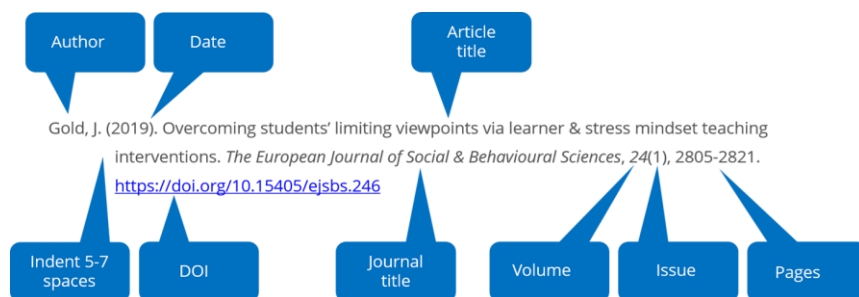 Author
Date
Article
title
Gold, J. (2019). Overcoming students’ limiting viewpoints via learner & stress mindset teaching
interventions. The European Journal of Social & Behavioural Sciences, 24(1), 2805-2821.
https://doi.org/10.15405/ejsbs.246
Indent 5-7
spaces
DOI
Journal
title
Volume
Issue
Pages